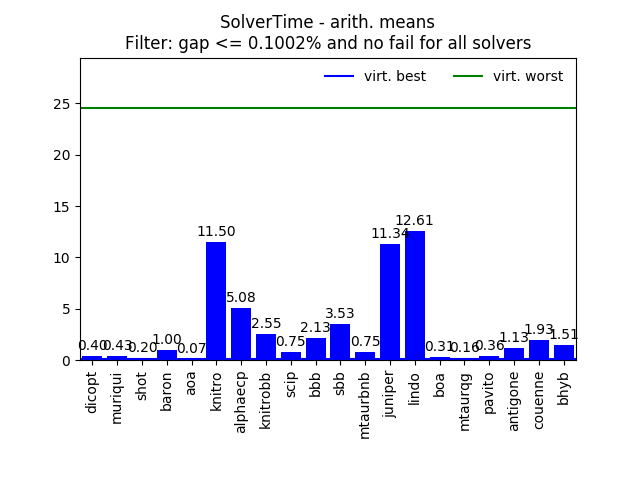 SolverTime - arith. means
Filter: gap <= 0.1002% and no fail for all solvers
virt. best
virt. worst
25
20
15
10
5
0
0.40
0.43
0.20
1.00
0.07
11.50
5.08
2.55
0.75
2.13
3.53
0.75
11.34
12.61
0.31
0.16
0.36
1.13
1.93
1.51
dicopt
muriqui
shot
baron
aoa
knitro
alphaecp
knitrobb
scip
bbb
sbb
mtaurbnb
juniper
lindo
boa
mtaurqg
pavito
antigone
couenne
bhyb